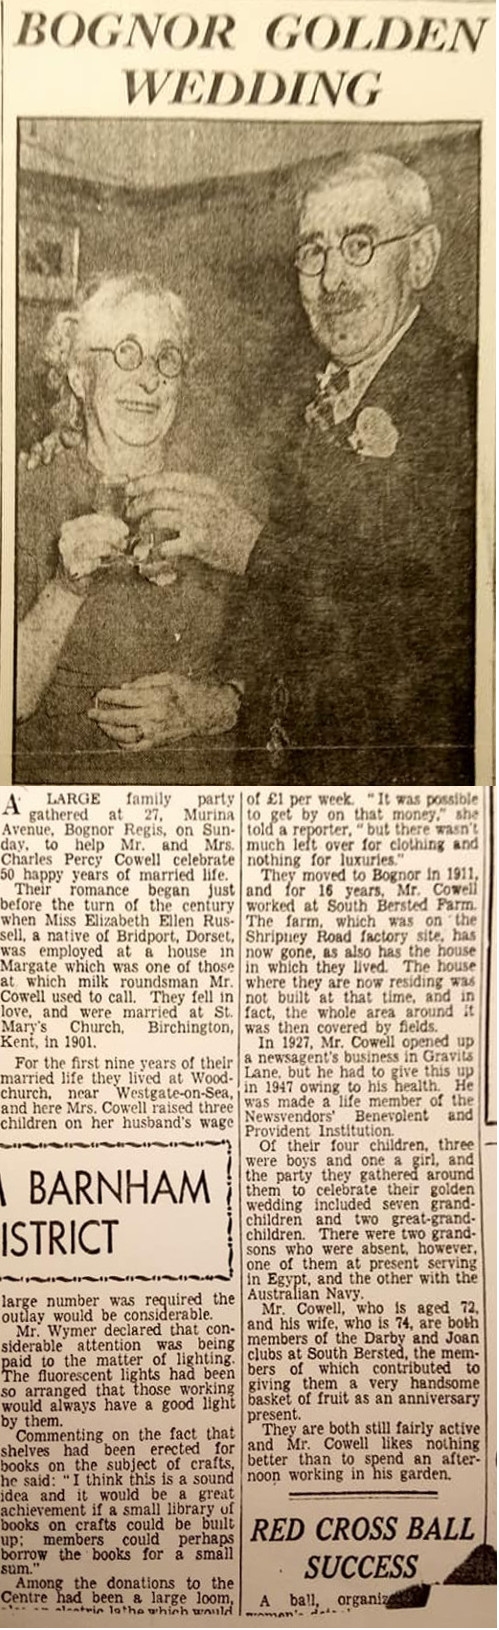 BOGNOR GOLDEN
WEDDING
A LARGE family party
gathered at 27, Murina
Avenue, Bognor Regis, on Sun-
day, to help Mr. and Mrs.
Charles Percy Cowell celebrate
50 happy years of married life.
Their romance began just
before the turn of the century
when Miss Elizabeth Ellen Rus-
sell, a native of Bridport, Dorset,
was employed at a house in
Margate which was one of those
at which milk roundsman Mr.
Cowell used to call. They fell in
love, and were married at St.
Mary's Church, Birchington,
Kent, in 1901.
For the first nine years of their
married life they lived at Wood-
church, near Westgate-on-Sea,
and here Mrs. Cowell raised three
children on her husband's wage
of £1 per week. "It was possible
to get by on that money," she
told a reporter, "but there wasn't
much left over for clothing and
nothing for luxuries."
They moved to Bognor in 1911,
and for 16 years, Mr. Cowell
worked at South Bersted Farm.
The farm, which was on the
Shripney Road factory site, has
now gone, as also has the house
in which they lived. The house
where they are now residing was
not built at that time, and in
fact, the whole area around it
was then covered by fields.
In 1927, Mr. Cowell opened up
a newsagent's business in Gravits
Lane, but he had to give this up
in 1947 owing to his health. He
was made a life member of the
Newsvendors' Benevolent and
Provident Institution.
Of their four children, three
were boys and one a girl, and
the party they gathered around
them to celebrate their golden
wedding included seven grand-
children and two great-grand-
children. There were two grand-
sons who were absent, however,
one of them at present serving
in Egypt, and the other with the
Australian Navy.
Mr. Cowell, who is aged 72,
and his wife, who is 74, are both
members of the Darby and Joan
clubs at South Bersted, the mem-
bers of which contributed to
giving them a very handsome
basket of fruit as an anniversary
present.
They are both still fairly active
and Mr. Cowell likes nothing
better than to spend an after-
noon working in his garden.
BARNHAM
ISTRICT
large number was required the
outlay would be considerable.
Mr. Wymer declared that con-
siderable attention was being
paid to the matter of lighting.
The fluorescent lights had been
so arranged that those working
would always have a good light
by them.
Commenting on the fact that
shelves had been erected for
books on the subject of crafts,
he said: "I think this is a sound
idea and it would be a great
achievement if a small library of
books on crafts could be built
up; members could perhaps
borrow the books for a small
sum."
Among the donations to the
Centre had been a large loom,
electric lathe which would
RED CROSS BALL
SUCCESS
A ball, organiz
women's